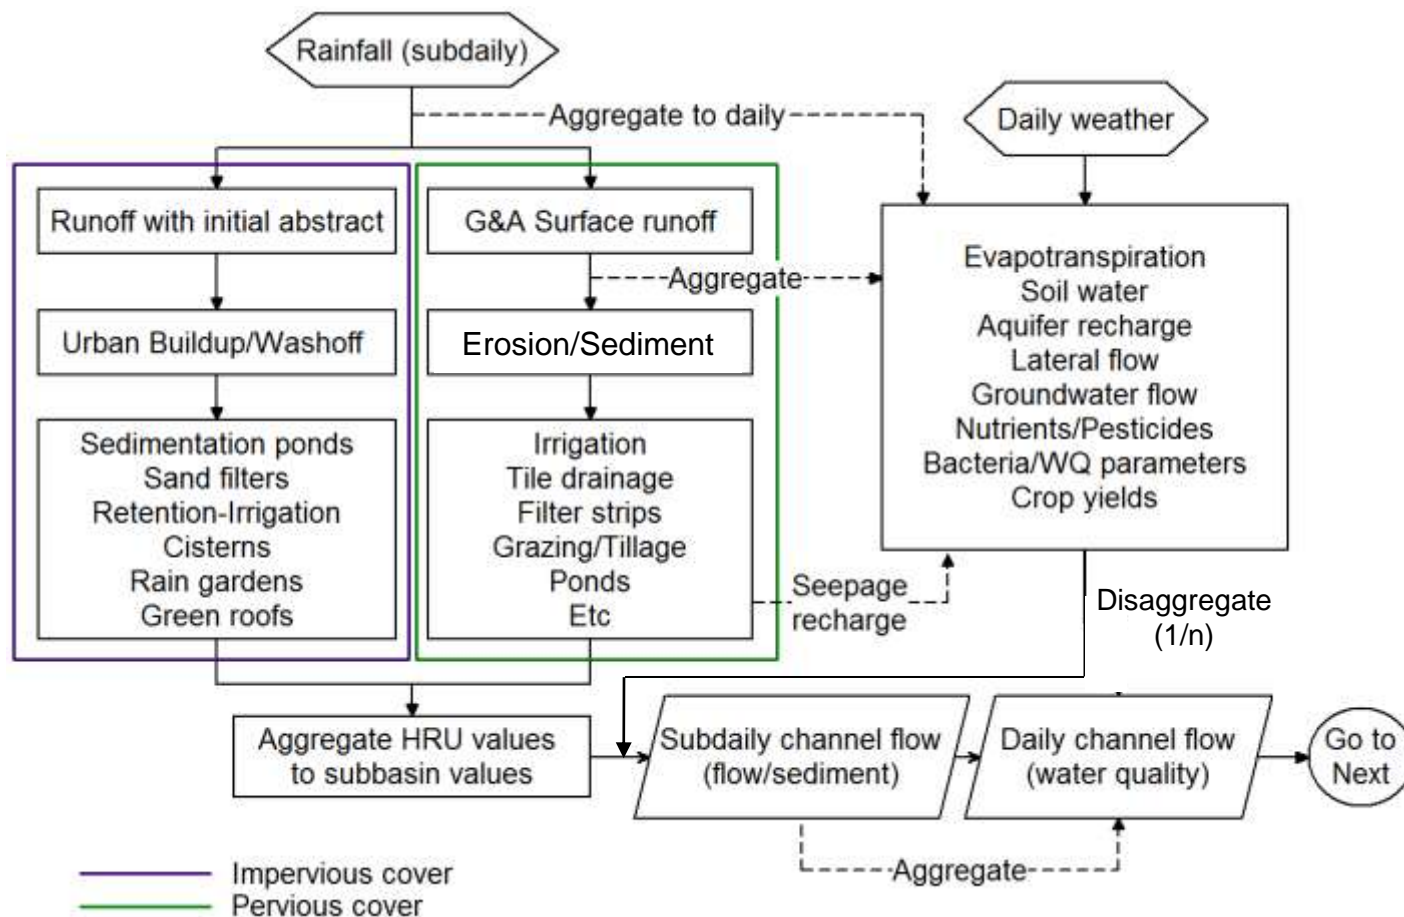 Rainfall (subdaily)
Aggregate to daily
Daily weather
Runoff with initial abstract
G&A Surface runoff
Aggregate
Urban Buildup/Washoff
Erosion/Sediment
Evapotranspiration
Soil water
Aquifer recharge
Lateral flow
Groundwater flow
Nutrients/Pesticides
Bacteria/WQ parameters
Crop yields
Sedimentation ponds
Sand filters
Retention-Irrigation
Cisterns
Rain gardens
Green roofs
Irrigation
Tile drainage
Filter strips
Grazing/Tillage
Ponds
Etc
Seepage
recharge
Disaggregate
(1/n)
Aggregate HRU values
to subbasin values
Subdaily channel flow
(flow/sediment)
Daily channel flow
(water quality)
Go to
Next
Aggregate
Impervious cover
Pervious cover